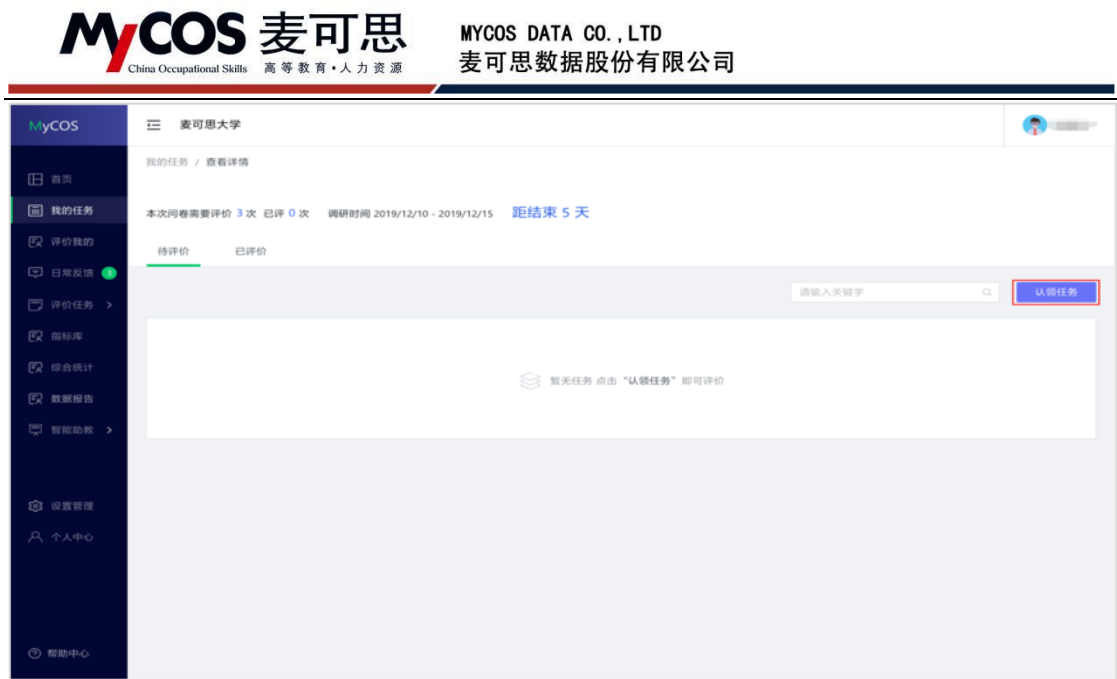 MyCOS 麦可思
China Occupational Skills 高等教育·人力资源
MYCOS DATA CO.,LTD
麦可思数据股份有限公司
MyCOS
麦可思大学
我的任务 / 查看详情
首页
我的任务
评价我的
日常反馈 3
评价任务 >
指标库
综合统计
数据报告
智能助教 >
设置管理
个人中心
帮助中心
本次问卷需要评价 3 次 已评 0 次 调研时间 2019/12/10 - 2019/12/15 距结束 5 天
待评价 已评价
请输入关键字 认领任务
暂无任务 点击 “认领任务” 即可评价